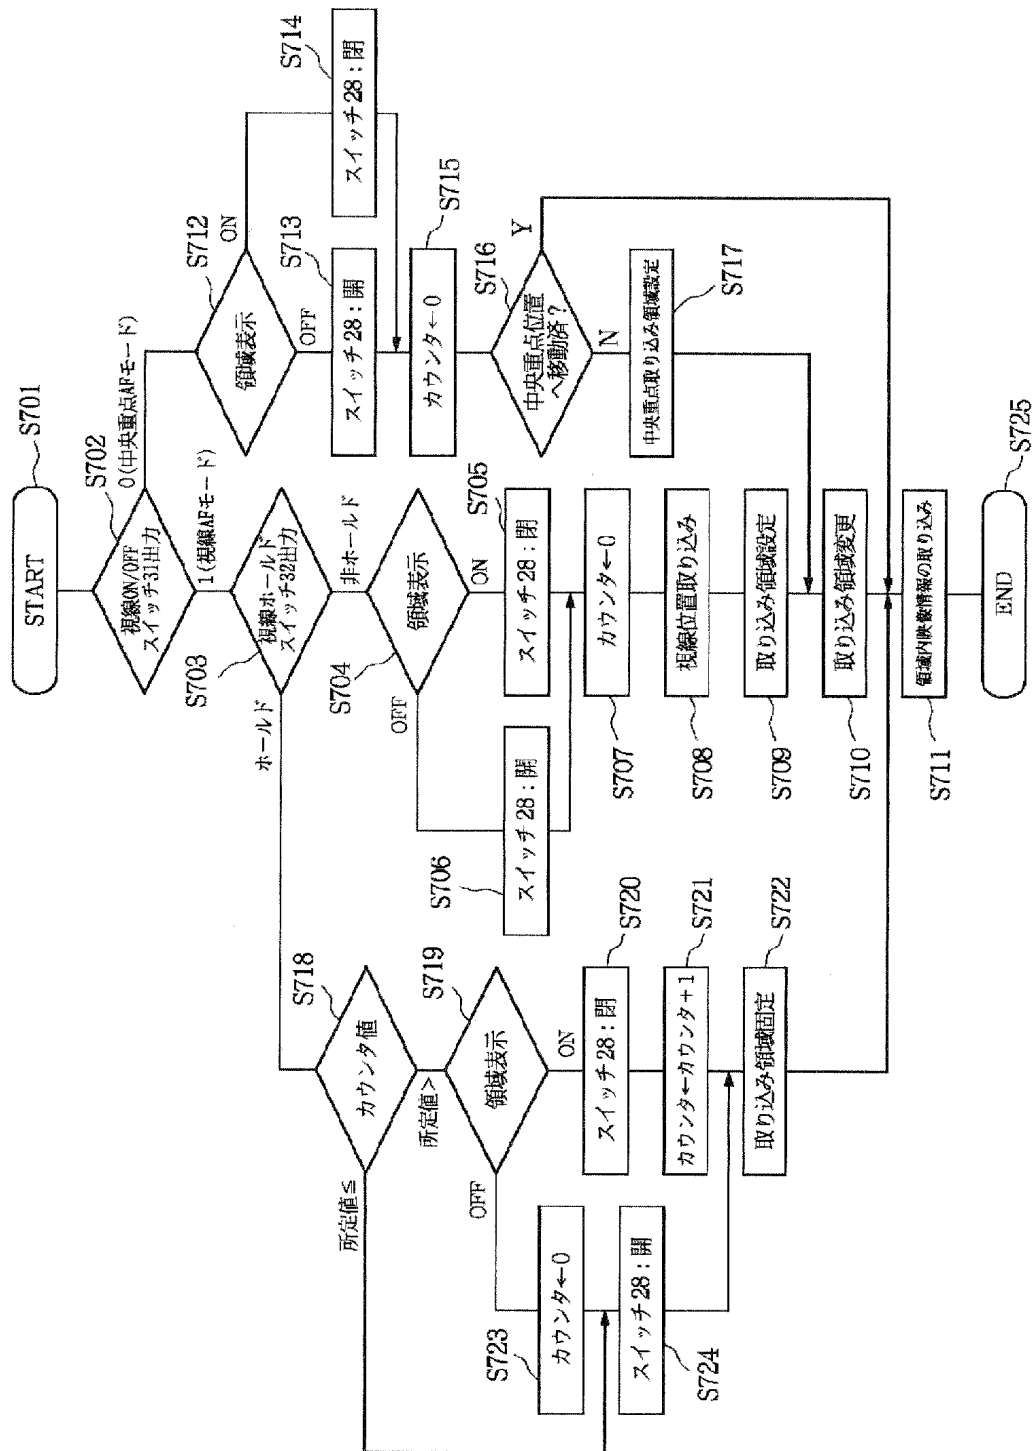 START
S701
視線ON/OFF
スイッチ31出力
S702
0(中央重点AFモード)
1(視線AFモード)
視線ホールド
スイッチ32出力
S703
ホールド
非ホールド
領域表示
S704
OFF
ON
スイッチ28:閉
S705
スイッチ28:開
S706
カウンタ←0
S707
視線位置取り込み
S708
取り込み領域設定
S709
取り込み領域変更
S710
領域内映像情報の取り込み
S711
END
S725
領域表示
S712
ON
OFF
スイッチ28:開
S713
スイッチ28:閉
S714
カウンタ←0
S715
中央重点位置
へ移動済?
S716
Y
N
中央重点取り込み領域設定
S717
カウンタ値
S718
所定値≦
所定値>
領域表示
S719
OFF
ON
スイッチ28:閉
S720
カウンタ←カウンタ+1
S721
取り込み領域固定
S722
カウンタ←0
S723
スイッチ28:開
S724